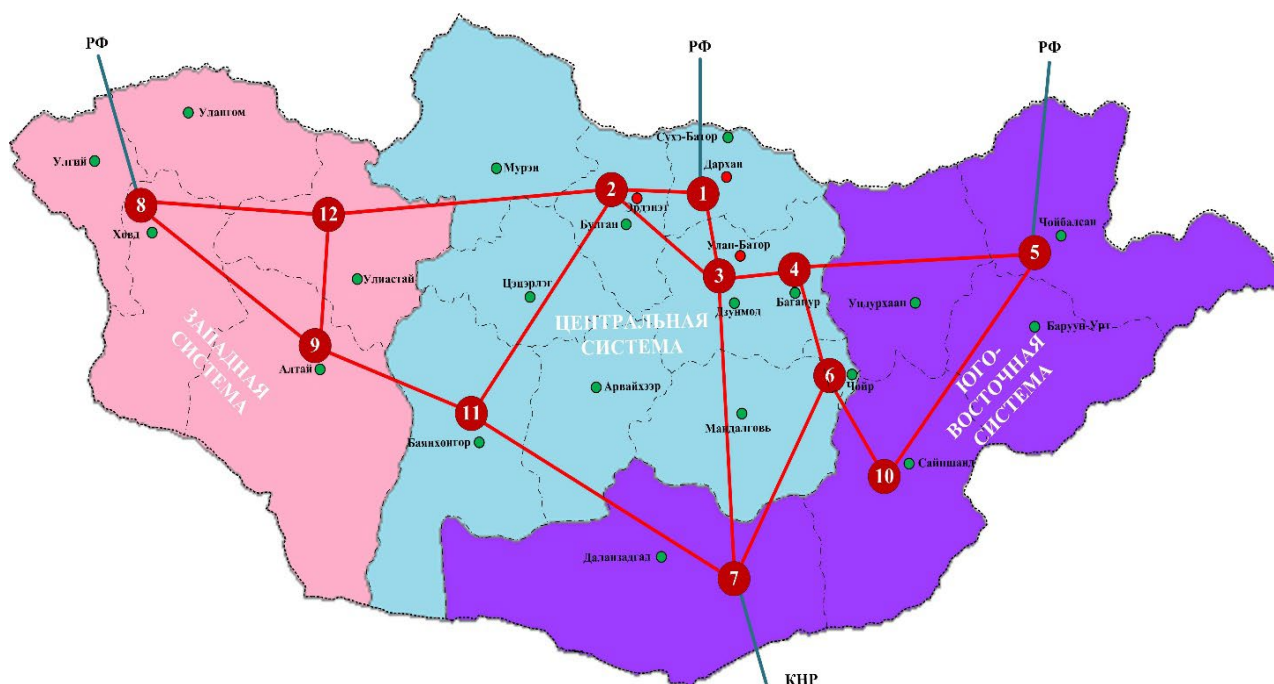 РФ
РФ
РФ
Улангом
Сухэ-Батор
Улгий
Мурэн
Дархан
2
1
8
12
Эрдэнэт
Булган
Ховд
Чойбалсан
Улан-Батор
5
3
4
Улиастай
Цэцэрлэг
Багануур
Дзунмод
Ундурхаан
ЗАПАДНАЯ
СИСТЕМА
ЦЕНТРАЛЬНАЯ
СИСТЕМА
Баруун-Урт
9
Алтай
6
Чойр
ЮГО-
ВОСТОЧНАЯ
СИСТЕМА
Арвайхээр
11
Мандалговь
Баянхонгор
10
Сайншанд
Даланзадгад
7
КНР